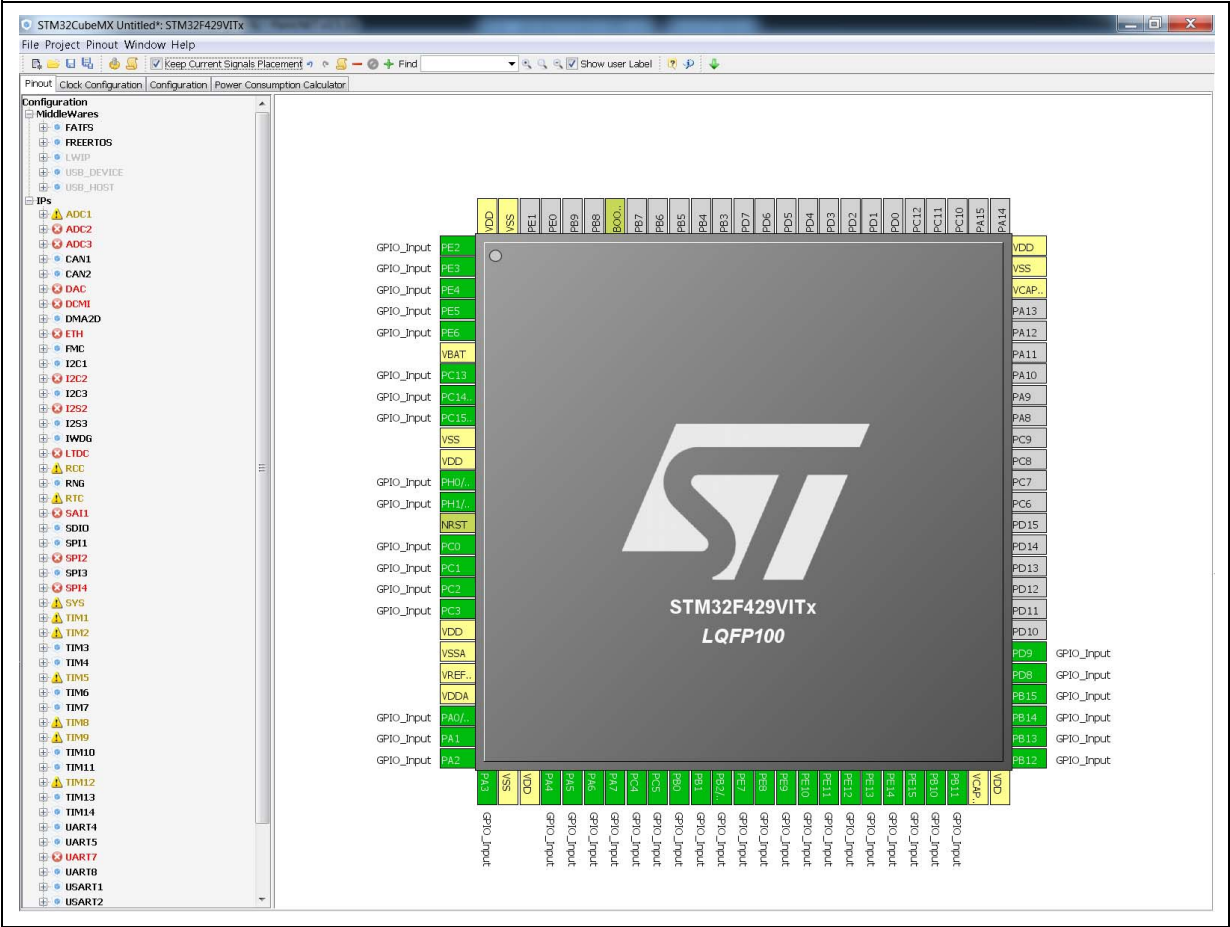 STM32CubeMX Untitled*: STM32F429VITx
File Project Pinout Window Help
Keep Current Signals Placement Find Show user Label
Pinout Clock Configuration Configuration Power Consumption Calculator
Configuration
MiddleWares
FATFS
FREERTOS
LWIP
USB_DEVICE
USB_HOST
IPs
ADC1
ADC2
ADC3
CAN1
CAN2
DAC
DCMI
DMA2D
ETH
FMC
I2C1
I2C2
I2C3
I2S2
I2S3
IWDG
LTDC
RCC
RNG
RTC
SAI1
SDIO
SPI1
SPI2
SPI3
SPI4
SYS
TIM1
TIM2
TIM3
TIM4
TIM5
TIM6
TIM7
TIM8
TIM9
TIM10
TIM11
TIM12
TIM13
TIM14
UART4
UART5
UART7
UART8
USART1
USART2
VDD VSS PE1 PE0 PB9 PB8 BOO.. PB7 PB6 PB5 PB4 PB3 PD7 PD6 PD5 PD4 PD3 PD2 PD1 PD0 PC12 PC11 PC10 PA15 PA14
GPIO_Input PE2
GPIO_Input PE3
GPIO_Input PE4
GPIO_Input PE5
GPIO_Input PE6
VBAT
GPIO_Input PC13
GPIO_Input PC14..
GPIO_Input PC15..
VSS
VDD
GPIO_Input PH0/..
GPIO_Input PH1/..
NRST
GPIO_Input PC0
GPIO_Input PC1
GPIO_Input PC2
GPIO_Input PC3
VDD
VSSA
VREF..
VDDA
GPIO_Input PA0/..
GPIO_Input PA1
GPIO_Input PA2
ST
STM32F429VITx
LQFP100
VDD
VSS
VCAP..
PA13
PA12
PA11
PA10
PA9
PA8
PC9
PC8
PC7
PC6
PD15
PD14
PD13
PD12
PD11
PD10
PD9 GPIO_Input
PD8 GPIO_Input
PB15 GPIO_Input
PB14 GPIO_Input
PB13 GPIO_Input
PB12 GPIO_Input
PA3 VSS VDD PA4 PA5 PA6 PA7 PC4 PC5 PB0 PB1 PB2/.. PE7 PE8 PE9 PE10 PE11 PE12 PE13 PE14 PE15 PB10 PB11 VCAP.. VDD
GPIO_Input GPIO_Input GPIO_Input GPIO_Input GPIO_Input GPIO_Input GPIO_Input GPIO_Input GPIO_Input GPIO_Input GPIO_Input GPIO_Input GPIO_Input GPIO_Input GPIO_Input GPIO_Input GPIO_Input GPIO_Input GPIO_Input GPIO_Input GPIO_Input